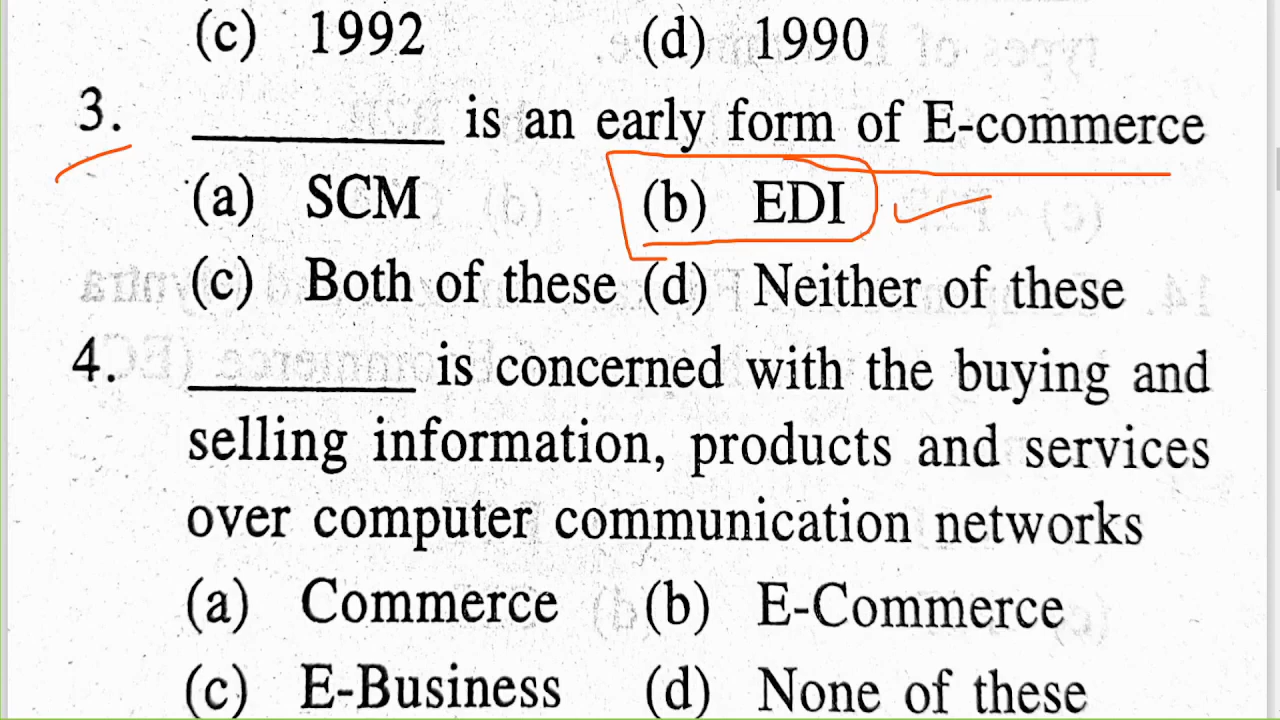 (c) 1992 (d) 1990
3. __________ is an early form of E-commerce
(a) SCM (b) EDI
(c) Both of these (d) Neither of these
4. __________ is concerned with the buying and
selling information, products and services
over computer communication networks
(a) Commerce (b) E-Commerce
(c) E-Business (d) None of these